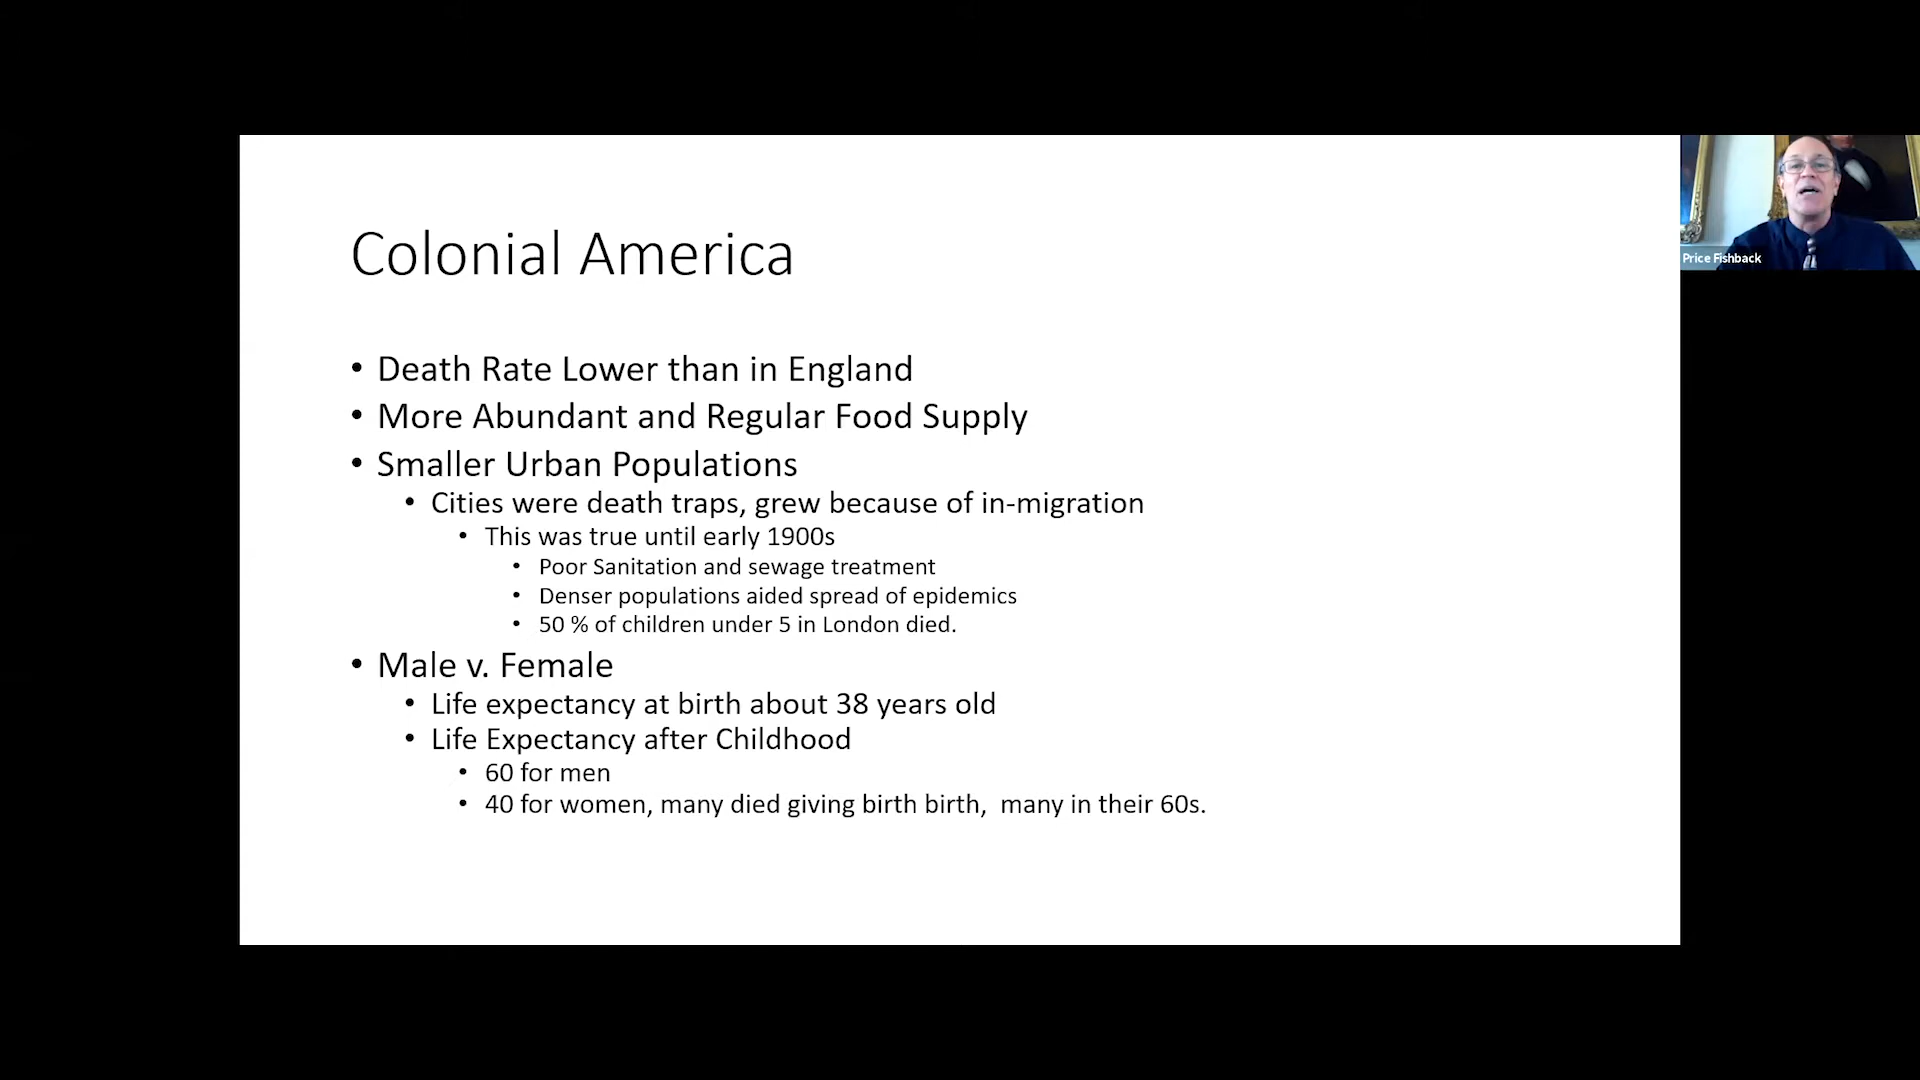 Colonial America
• Death Rate Lower than in England
• More Abundant and Regular Food Supply
• Smaller Urban Populations
• Cities were death traps, grew because of in-migration
• This was true until early 1900s
• Poor Sanitation and sewage treatment
• Denser populations aided spread of epidemics
• 50 % of children under 5 in London died.
• Male v. Female
• Life expectancy at birth about 38 years old
• Life Expectancy after Childhood
• 60 for men
• 40 for women, many died giving birth birth,  many in their 60s.
Price Fishback